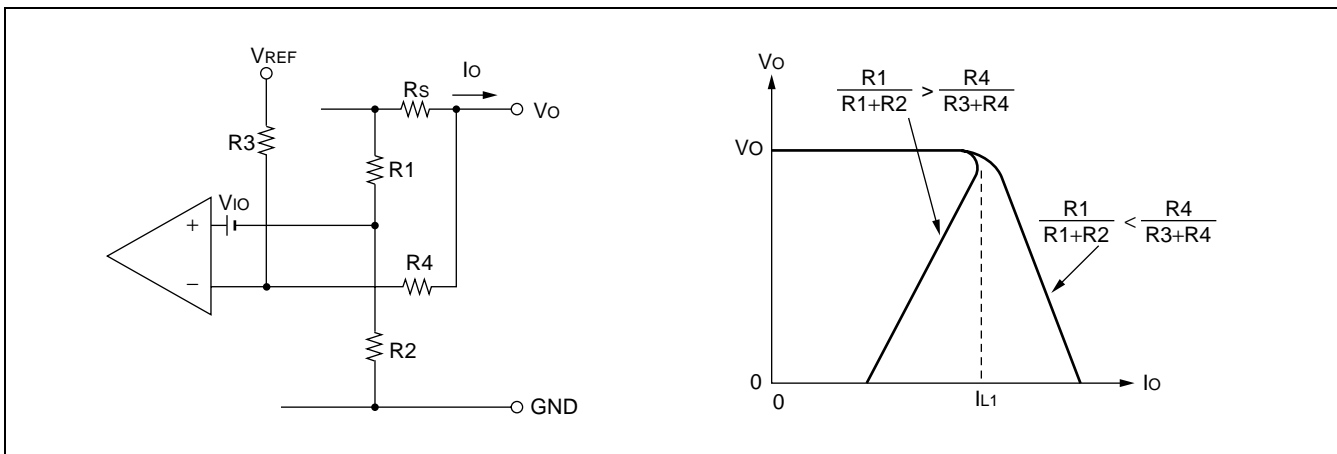 VREF
R3
RS
IO
VO
R1
VIO
+
−
R4
R2
GND
VO
R1
R1+R2
>
R4
R3+R4
VO
R1
R1+R2
<
R4
R3+R4
0
0
IL1
IO